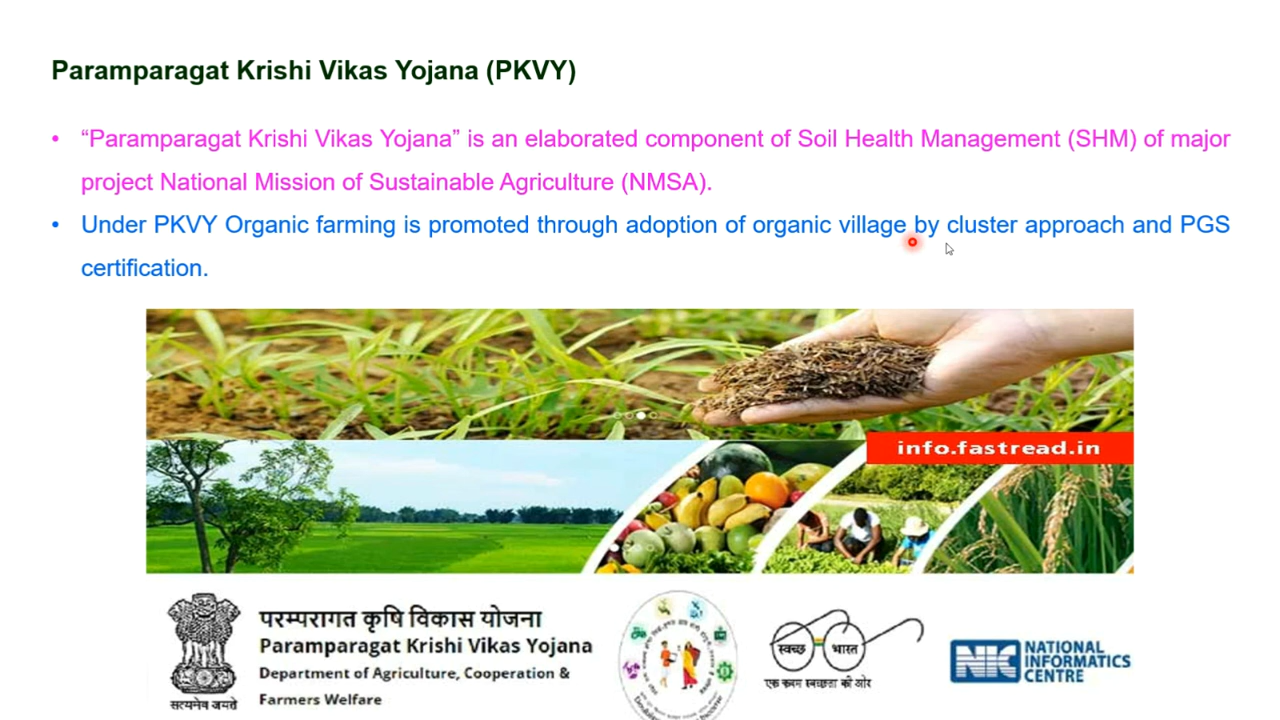 Paramparagat Krishi Vikas Yojana (PKVY)
• “Paramparagat Krishi Vikas Yojana” is an elaborated component of Soil Health Management (SHM) of major
project National Mission of Sustainable Agriculture (NMSA).
• Under PKVY Organic farming is promoted through adoption of organic village by cluster approach and PGS
certification.
info.fastread.in
परम्परागत कृषि विकास योजना
Paramparagat Krishi Vikas Yojana
Department of Agriculture, Cooperation &
Farmers Welfare
सत्यमेव जयते
स्वच्छ भारत
एक कदम स्वच्छता की ओर
NIC NATIONAL
INFORMATICS
CENTRE